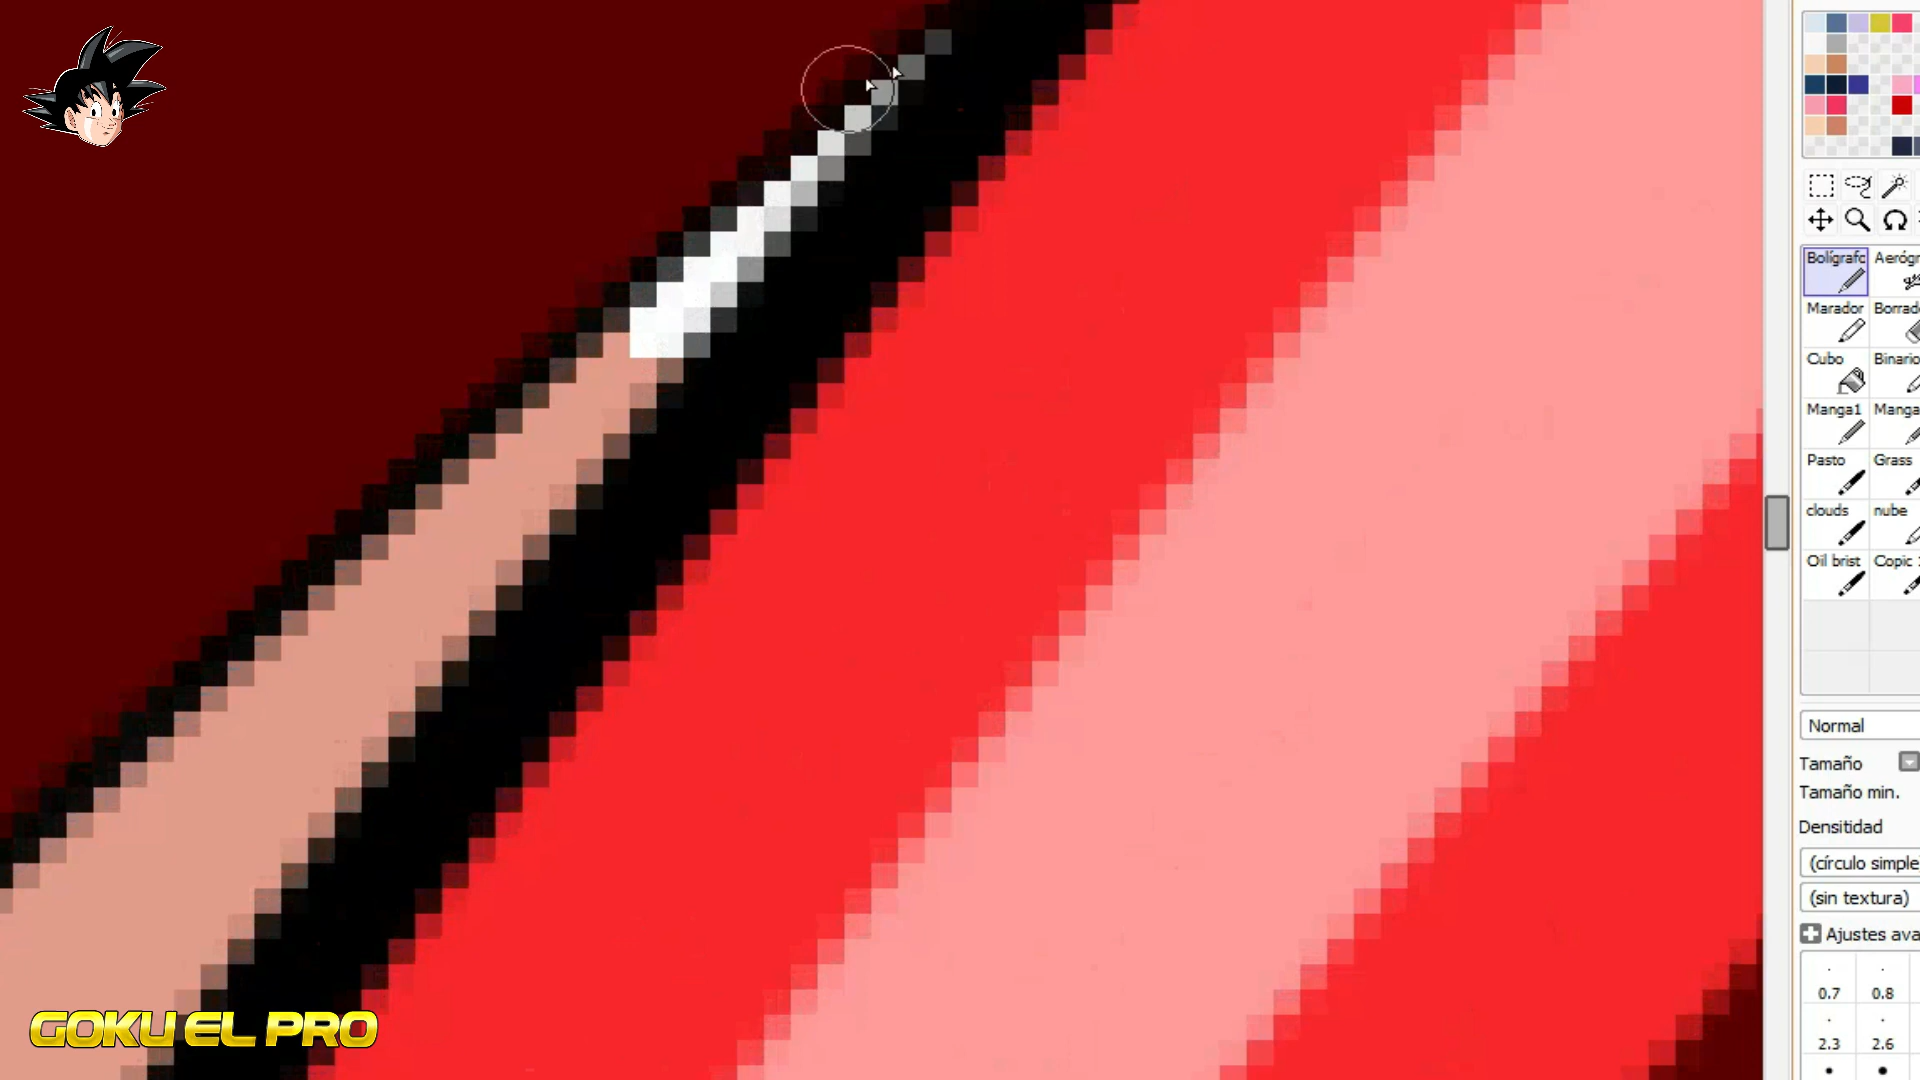 Bolígrafo
Aerógr
Marador
Borrad
Cubo
Binario
Manga1
Manga
Pasto
Grass
clouds
nube
Oil brist
Copic
Normal
Tamaño
Tamaño min.
Densitidad
(círculo simple
(sin textura)
Ajustes ava
0.7
0.8
2.3
2.6
GOKU EL PRO